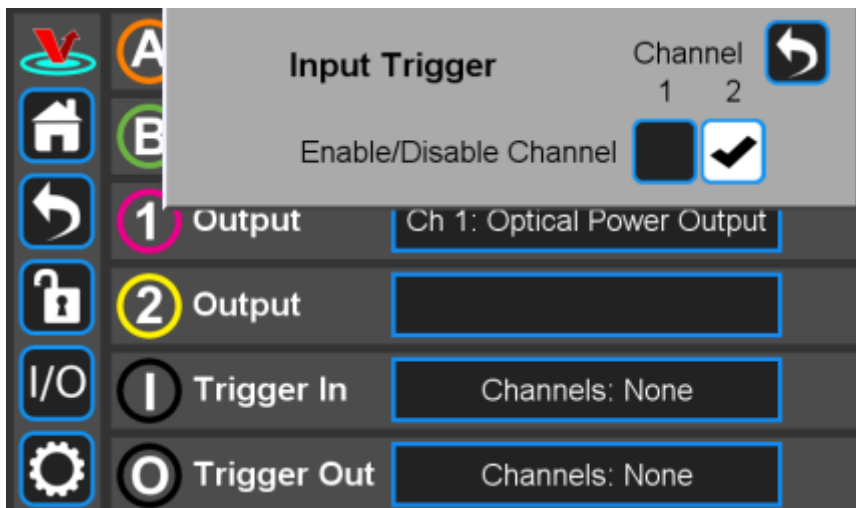 A
Input Trigger
Channel
1 2
B
Enable/Disable Channel
1 Output
Ch 1: Optical Power Output
2 Output
I/O
I Trigger In
Channels: None
O Trigger Out
Channels: None